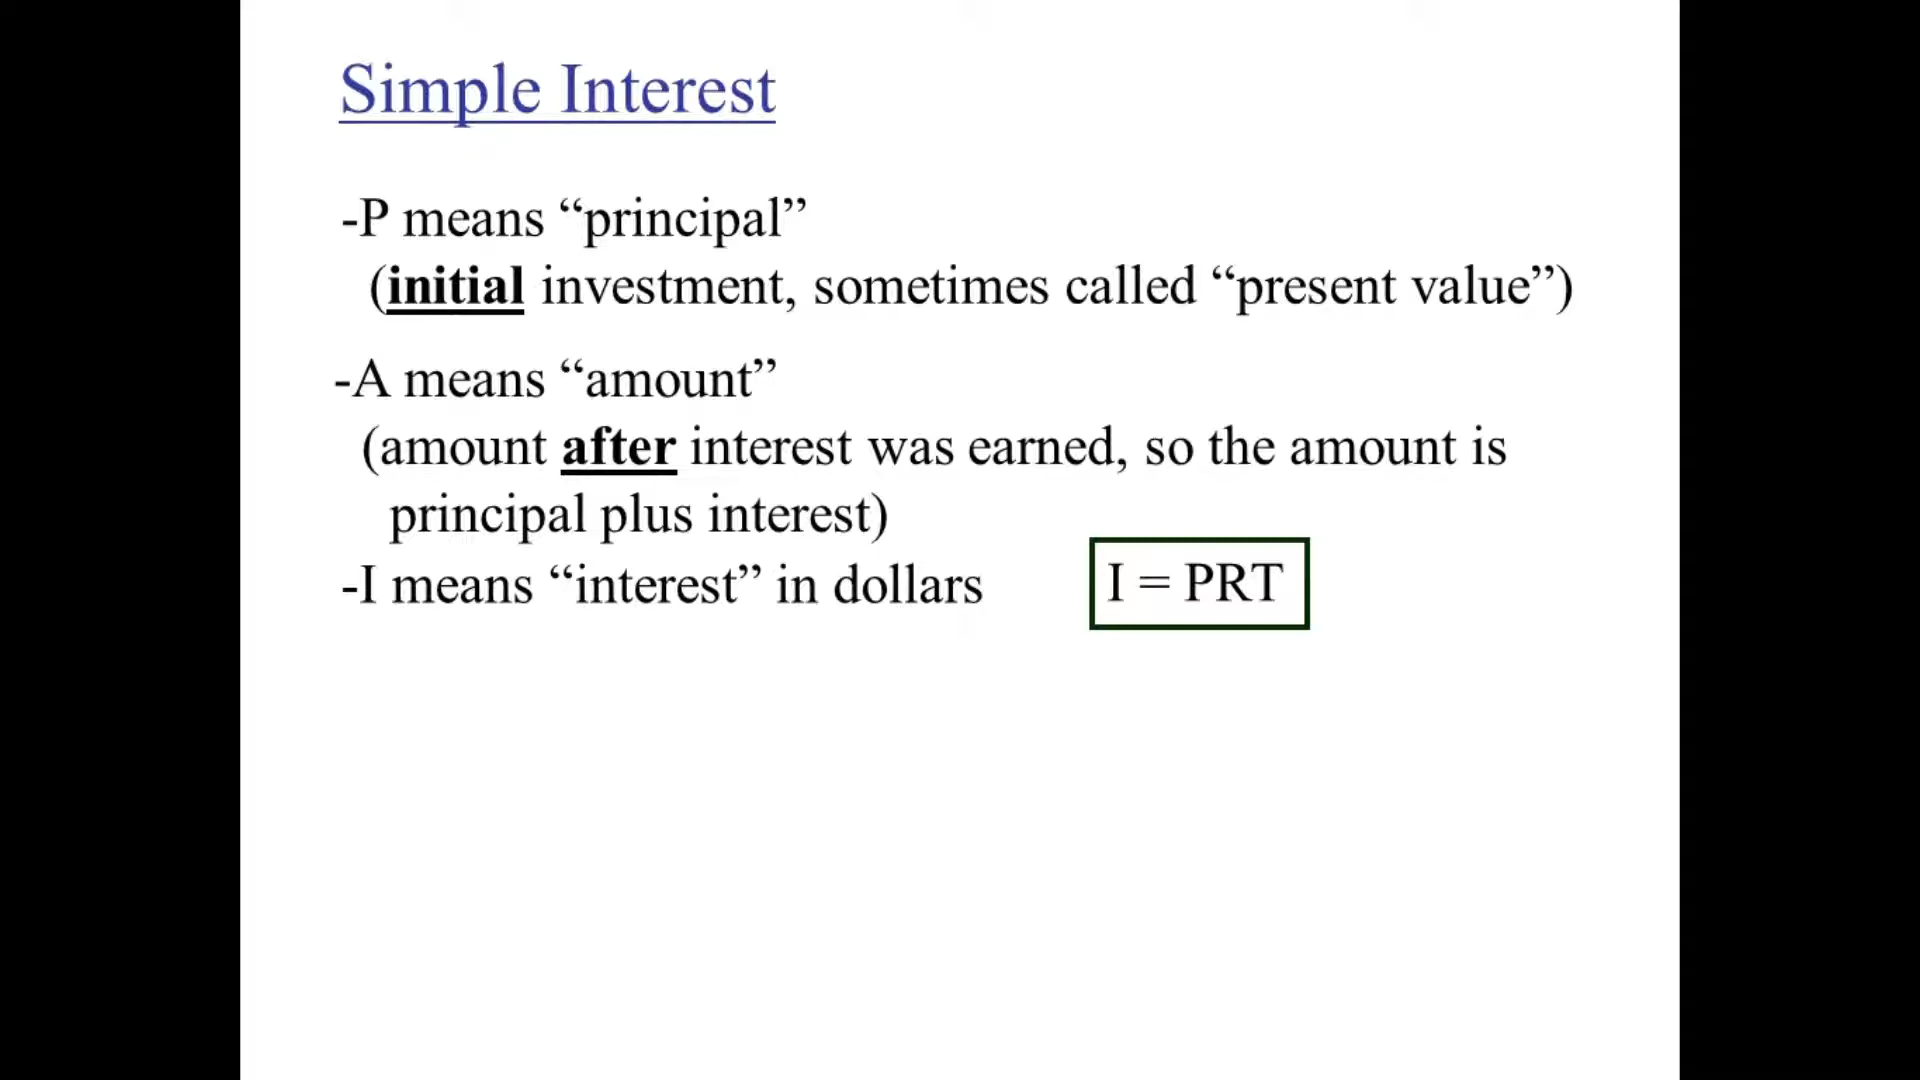 Simple Interest
-P means “principal”
(initial investment, sometimes called “present value”)
-A means “amount”
(amount after interest was earned, so the amount is
principal plus interest)
-I means “interest” in dollars
I = PRT